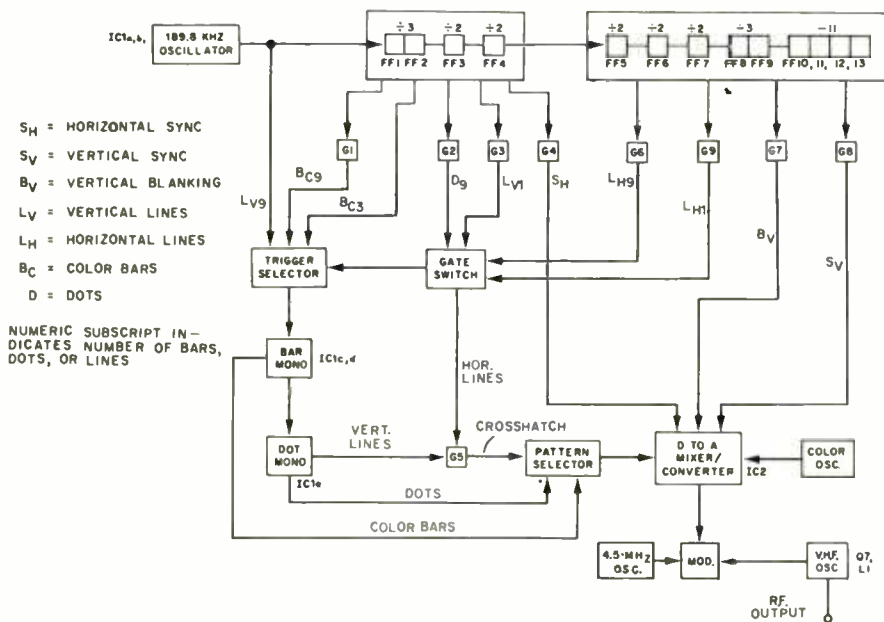 IC1a,b,
189.8 KHZ
OSCILLATOR
÷3
÷2
÷2
FF1 FF2
FF3
FF4
÷2
÷2
÷2
÷3
-11
FF5
FF6
FF7
FF8 FF9
FF10, 11, 12, 13
SH = HORIZONTAL SYNC
SV = VERTICAL SYNC
BV = VERTICAL BLANKING
LV = VERTICAL LINES
LH = HORIZONTAL LINES
BC = COLOR BARS
D = DOTS
NUMERIC SUBSCRIPT IN-
DICATES NUMBER OF BARS,
DOTS, OR LINES
G1
G2
G3
G4
G6
G9
G7
G8
LV9
BC9
BC3
D9
LV1
SH
LH9
LH1
BV
SV
TRIGGER
SELECTOR
GATE
SWITCH
BAR
MONO
IC1c,d
HOR.
LINES
DOT
MONO
IC1e
VERT.
LINES
G5
CROSSHATCH
PATTERN
SELECTOR
D TO A
MIXER/
CONVERTER
IC2
COLOR
OSC.
DOTS
COLOR BARS
4.5-MHz
OSC.
MOD.
V.H.F.
OSC
Q7,
L1
R.F.
OUTPUT